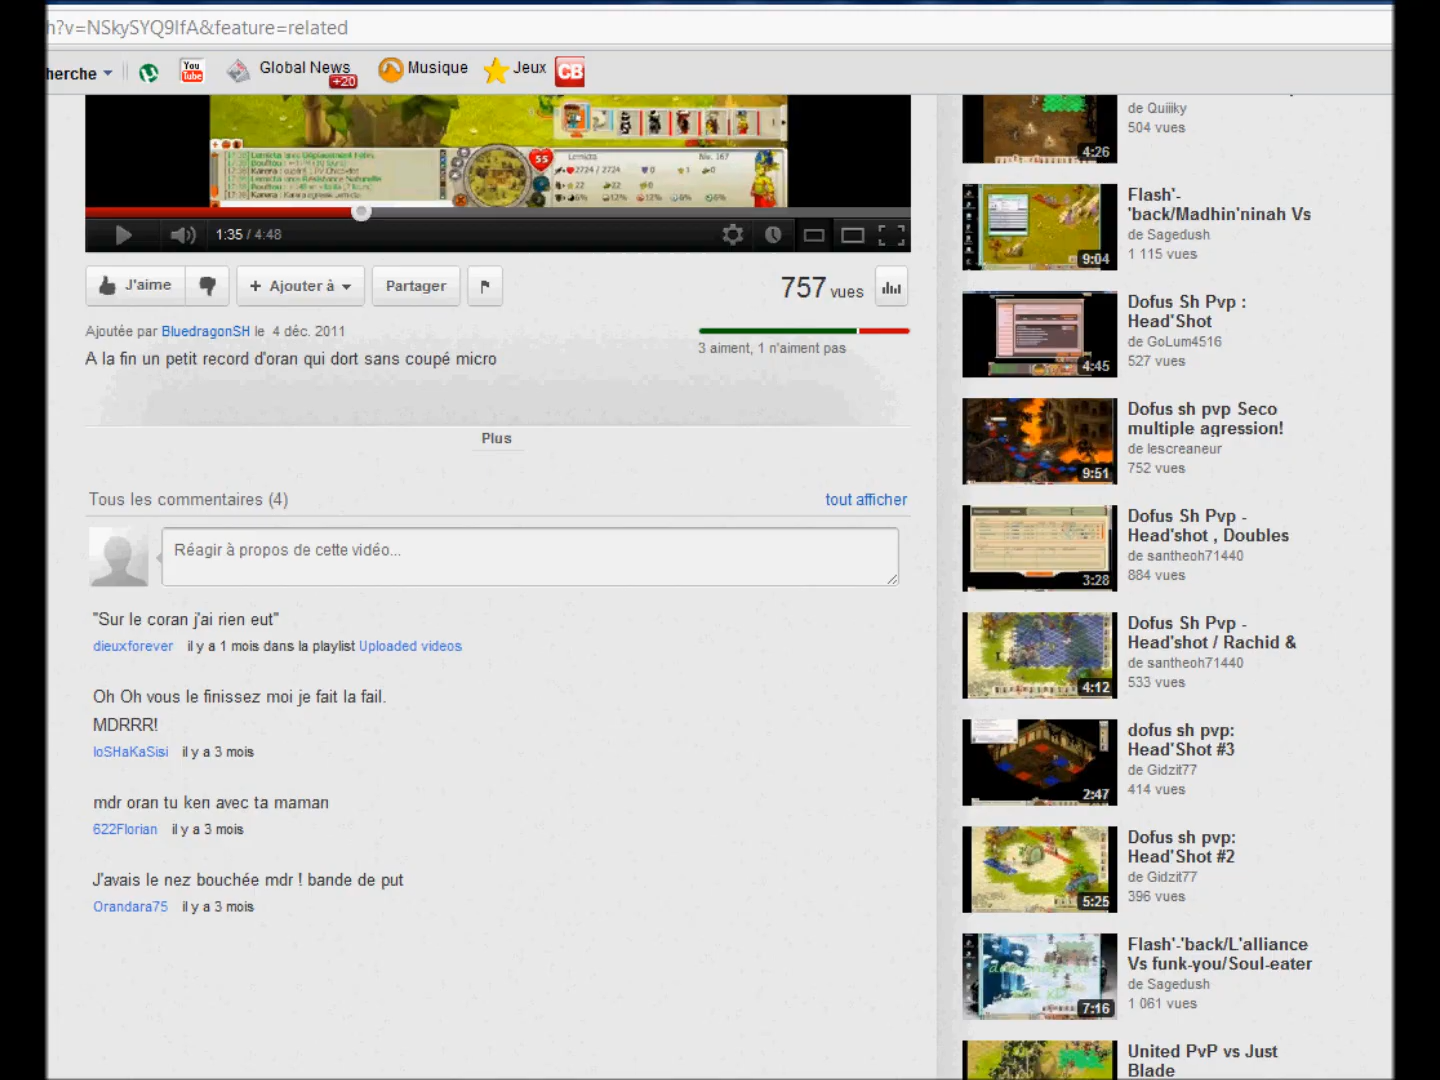 h?v=NSkySYQ9lfA&feature=related
herche
You Tube
Global News
+20
Musique
Jeux
CB
55
Niv. 167
2724 / 2724
1:35 / 4:48
J'aime
+ Ajouter à
Partager
757 vues
Ajoutée par BluedragonSH le 4 déc. 2011
3 aiment, 1 n'aiment pas
A la fin un petit record d'oran qui dort sans coupé micro
Plus
Tous les commentaires (4)
tout afficher
Réagir à propos de cette vidéo...
"Sur le coran j'ai rien eut"
dieuxforever il y a 1 mois dans la playlist Uploaded videos
Oh Oh vous le finissez moi je fait la fail.
MDRRR!
loSHaKaSisi il y a 3 mois
mdr oran tu ken avec ta maman
622Florian il y a 3 mois
J'avais le nez bouchée mdr ! bande de put
Orandara75 il y a 3 mois
de Quiiiky
504 vues
4:26
Flash'-
'back/Madhin'ninah Vs
de Sagedush
1 115 vues
9:04
Dofus Sh Pvp :
Head'Shot
de GoLum4516
527 vues
4:45
Dofus sh pvp Seco
multiple agression!
de lescreaneur
752 vues
9:51
Dofus Sh Pvp -
Head'shot , Doubles
de santheoh71440
884 vues
3:28
Dofus Sh Pvp -
Head'shot / Rachid &
de santheoh71440
533 vues
4:12
dofus sh pvp:
Head'Shot #3
de Gidzit77
414 vues
2:47
Dofus sh pvp:
Head'Shot #2
de Gidzit77
396 vues
5:25
Flash'-'back/L'alliance
Vs funk-you/Soul-eater
de Sagedush
1 061 vues
7:16
United PvP vs Just
Blade